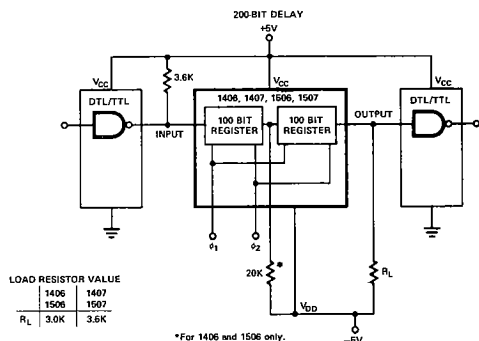 200-BIT DELAY
+5V
VCC
3.6K
VCC
VCC
DTL/TTL
1406, 1407, 1506, 1507
DTL/TTL
100 BIT
REGISTER
100 BIT
REGISTER
INPUT
OUTPUT
ϕ1
ϕ2
20K
*
RL
LOAD RESISTOR VALUE
1406
1407
1506
1507
RL
3.0K
3.6K
VDD
-5V
*For 1406 and 1506 only.